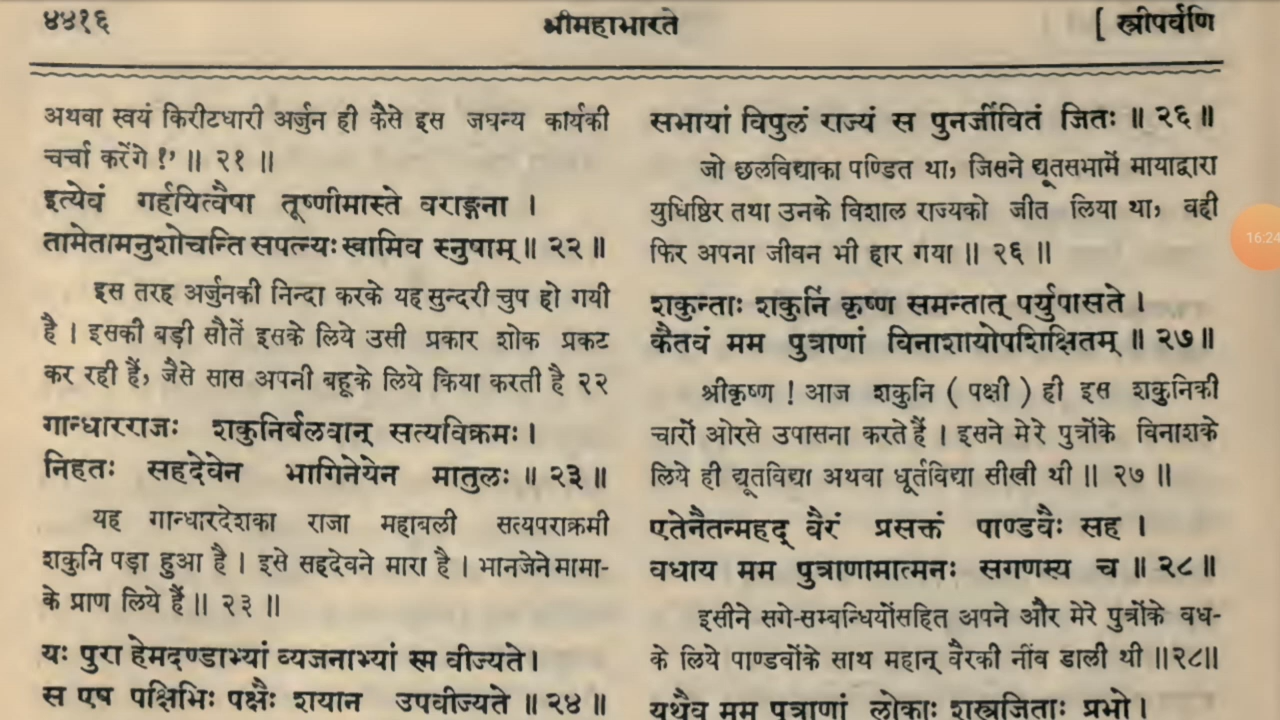 ४४१६
श्रीमहाभारते
[ स्त्रीपर्वणि
अथवा स्वयं किरीटधारी अर्जुन ही कैसे इस जघन्य कार्यकी
चर्चा करेंगे ?’ ॥ २१ ॥
इत्येवं गर्हयित्वैषा तूष्णीमास्ते वराङ्गना ।
तामेतामनुशोचन्ति सपत्न्यः स्वामिव स्नुषाम् ॥ २२ ॥
इस तरह अर्जुनकी निन्दा करके यह सुन्दरी चुप हो गयी
है । इसकी बड़ी सौतें इसके लिये उसी प्रकार शोक प्रकट
कर रही हैं, जैसे सास अपनी बहूके लिये किया करती है २२
गान्धारराजः शकुनिर्बलवान् सत्यविक्रमः ।
निहतः सहदेवेन भागिनेयेन मातुलः ॥ २३ ॥
यह गान्धारदेशका राजा महाबली सत्यपराक्रमी
शकुनि पड़ा हुआ है । इसे सहदेवने मारा है । भानजेने मामा-
के प्राण लिये हैं ॥ २३ ॥
यः पुरा हेमदण्डाभ्यां व्यजनाभ्यां स्म वीज्यते ।
स एष पक्षिभिः पक्षैः शयान उपवीज्यते ॥ २४ ॥
सभायां विपुलं राज्यं स पुनर्जीवितं जितः ॥ २६ ॥
जो छलविद्याका पण्डित था, जिसने द्यूतसभामें मायाद्वारा
युधिष्ठिर तथा उनके विशाल राज्यको जीत लिया था, वही
फिर अपना जीवन भी हार गया ॥ २६ ॥
शकुन्ताः शकुनिं कृष्ण समन्तात् पर्युपासते ।
कैतवं मम पुत्राणां विनाशायोपशिक्षितम् ॥ २७ ॥
श्रीकृष्ण ! आज शकुनि ( पक्षी ) ही इस शकुनिकी
चारों ओरसे उपासना करते हैं । इसने मेरे पुत्रोंके विनाशके
लिये ही द्यूतविद्या अथवा धूर्तविद्या सीखी थी ॥ २७ ॥
एतेनैतन्महद् वैरं प्रसक्तं पाण्डवैः सह ।
वधाय मम पुत्राणामात्मनः सगणस्य च ॥ २८ ॥
इसीने सगे-सम्बन्धियोंसहित अपने और मेरे पुत्रोंके वध-
के लिये पाण्डवोंके साथ महान् वैरकी नींव डाली थी ॥२८॥
यथैव मम पुत्राणां लोकाः शस्त्रजिताः प्रभो ।
16:24